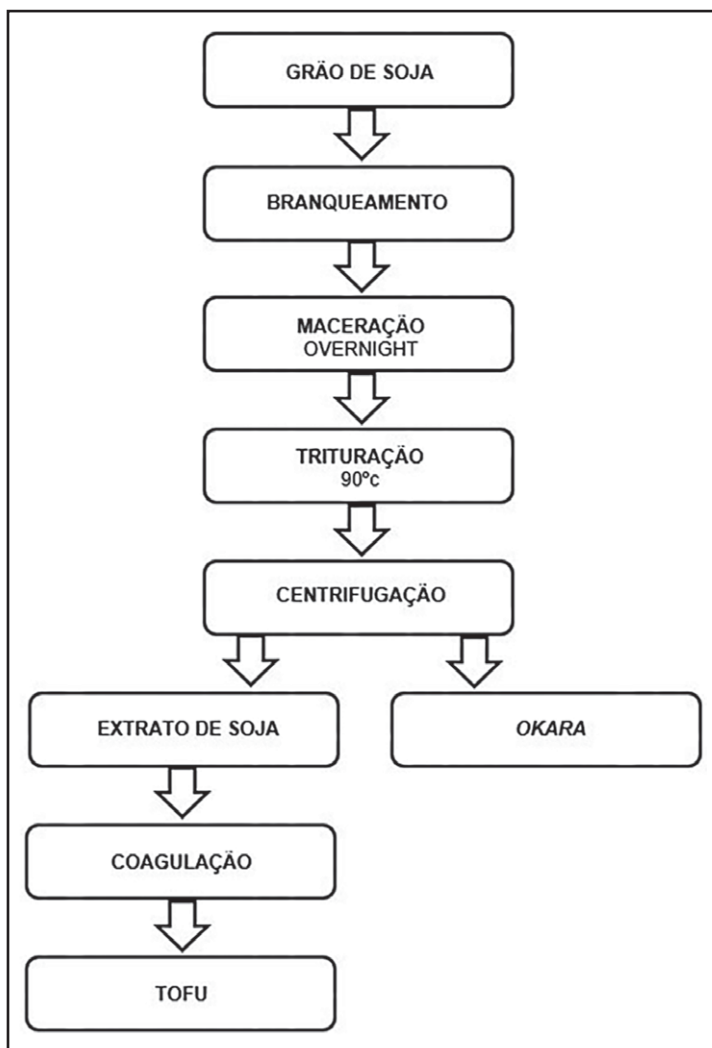 GRÃO DE SOJA
BRANQUEAMENTO
MACERAÇÃO
OVERNIGHT
TRITURAÇÃO
90ºc
CENTRIFUGAÇÃO
EXTRATO DE SOJA
OKARA
COAGULAÇÃO
TOFU